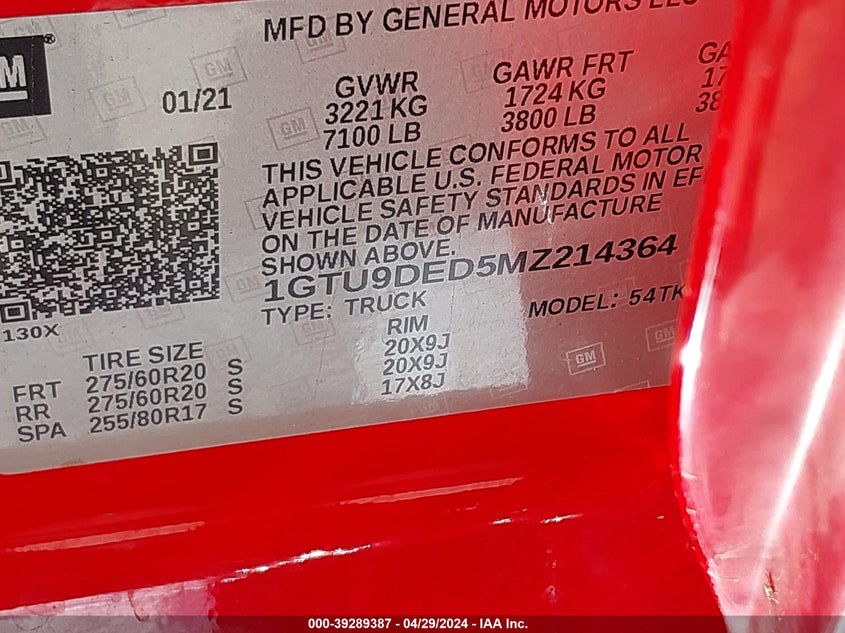 MFD BY GENERAL MOTORS LLC
GM
01/21
GVWR GAWR FRT
3221 KG 1724 KG
7100 LB 3800 LB
THIS VEHICLE CONFORMS TO ALL
APPLICABLE U.S. FEDERAL MOTOR
VEHICLE SAFETY STANDARDS IN
ON THE DATE OF MANUFACTURE
SHOWN ABOVE.
1GTU9DED5MZ214364
TYPE: TRUCK MODEL: 54TK
130X
TIRE SIZE RIM
FRT 275/60R20 S 20X9J
RR 275/60R20 S 20X9J
SPA 255/80R17 S 17X8J
GM
000-39289387 - 04/29/2024 - IAA Inc.